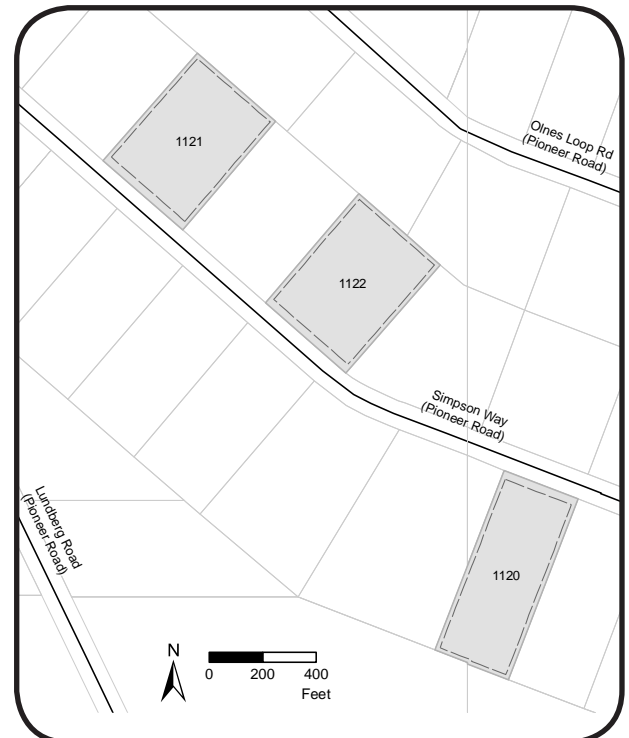 Olnes Loop Rd
(Pioneer Road)
1121
1122
Simpson Way
(Pioneer Road)
Lundberg Road
(Pioneer Road)
1120
N
0 200 400
Feet